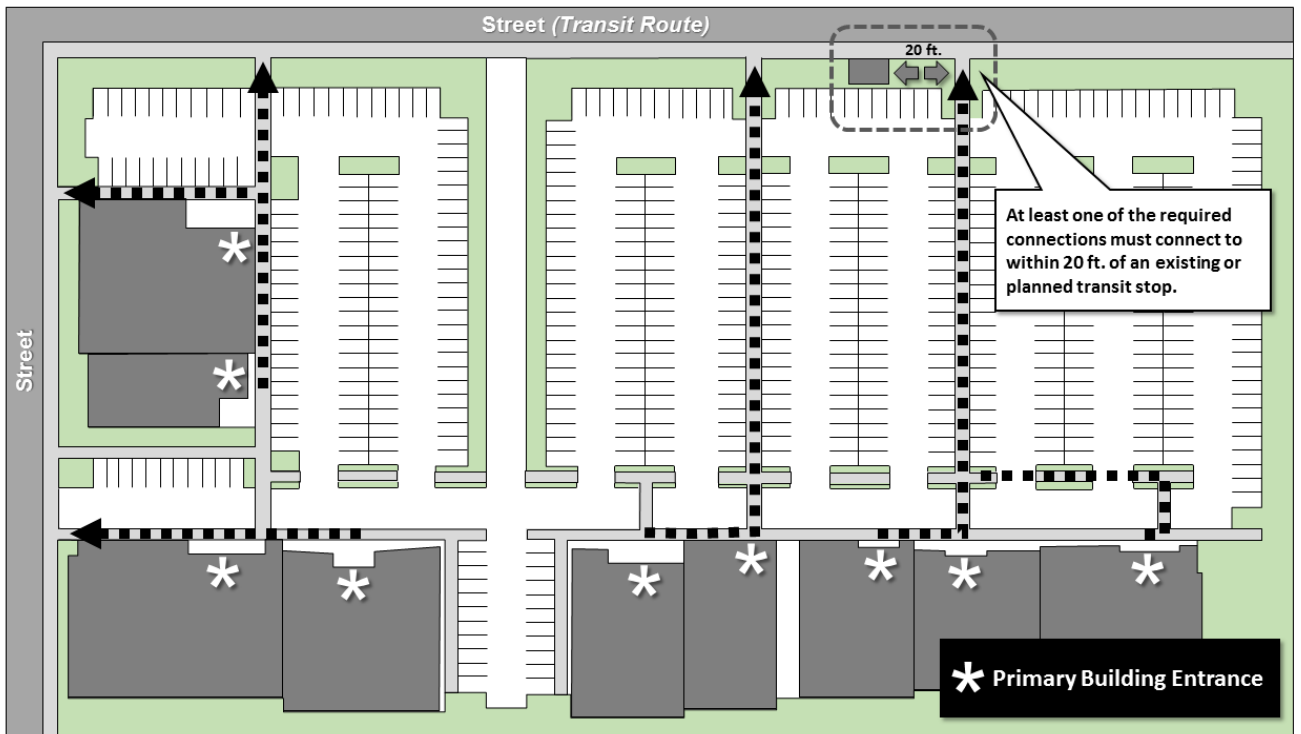 Street (Transit Route)
20 ft.
At least one of the required
connections must connect to
within 20 ft. of an existing or
planned transit stop.
Street
* Primary Building Entrance